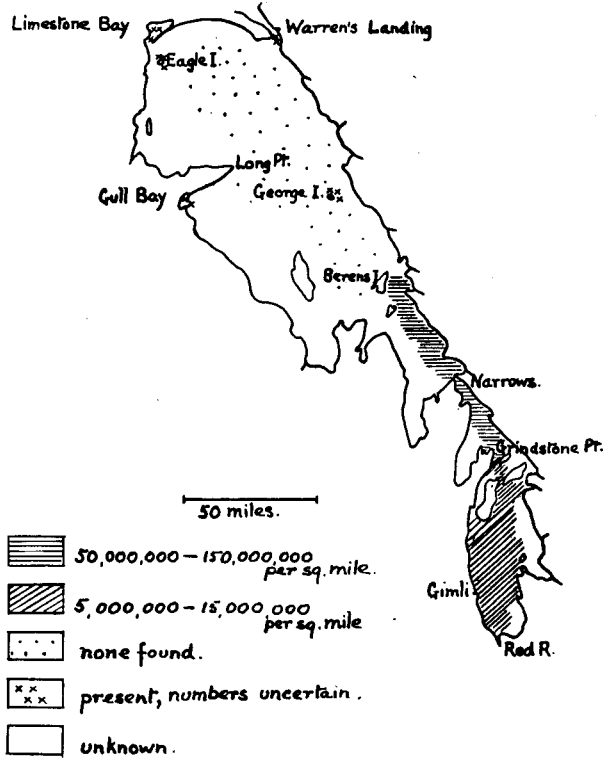 Limestone Bay
Warren's Landing
Eagle I.
Long Pt.
Gull Bay
George I.
Berens I
Narrows.
Grindstone Pt.
50 miles.
Gimli
Red R.
50,000,000 – 150,000,000
per sq. mile.
5,000,000 – 15,000,000
per sq. mile
none found.
present, numbers uncertain.
unknown.